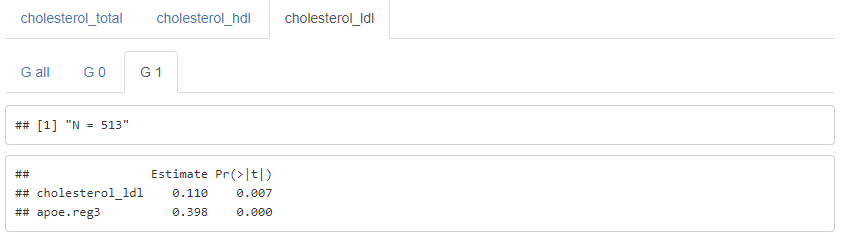 cholesterol_total cholesterol_hdl cholesterol_ldl
G all G 0 G 1
## [1] "N = 513"
##                 Estimate Pr(>|t|)
## cholesterol_ldl    0.110    0.007
## apoe.reg3          0.398    0.000